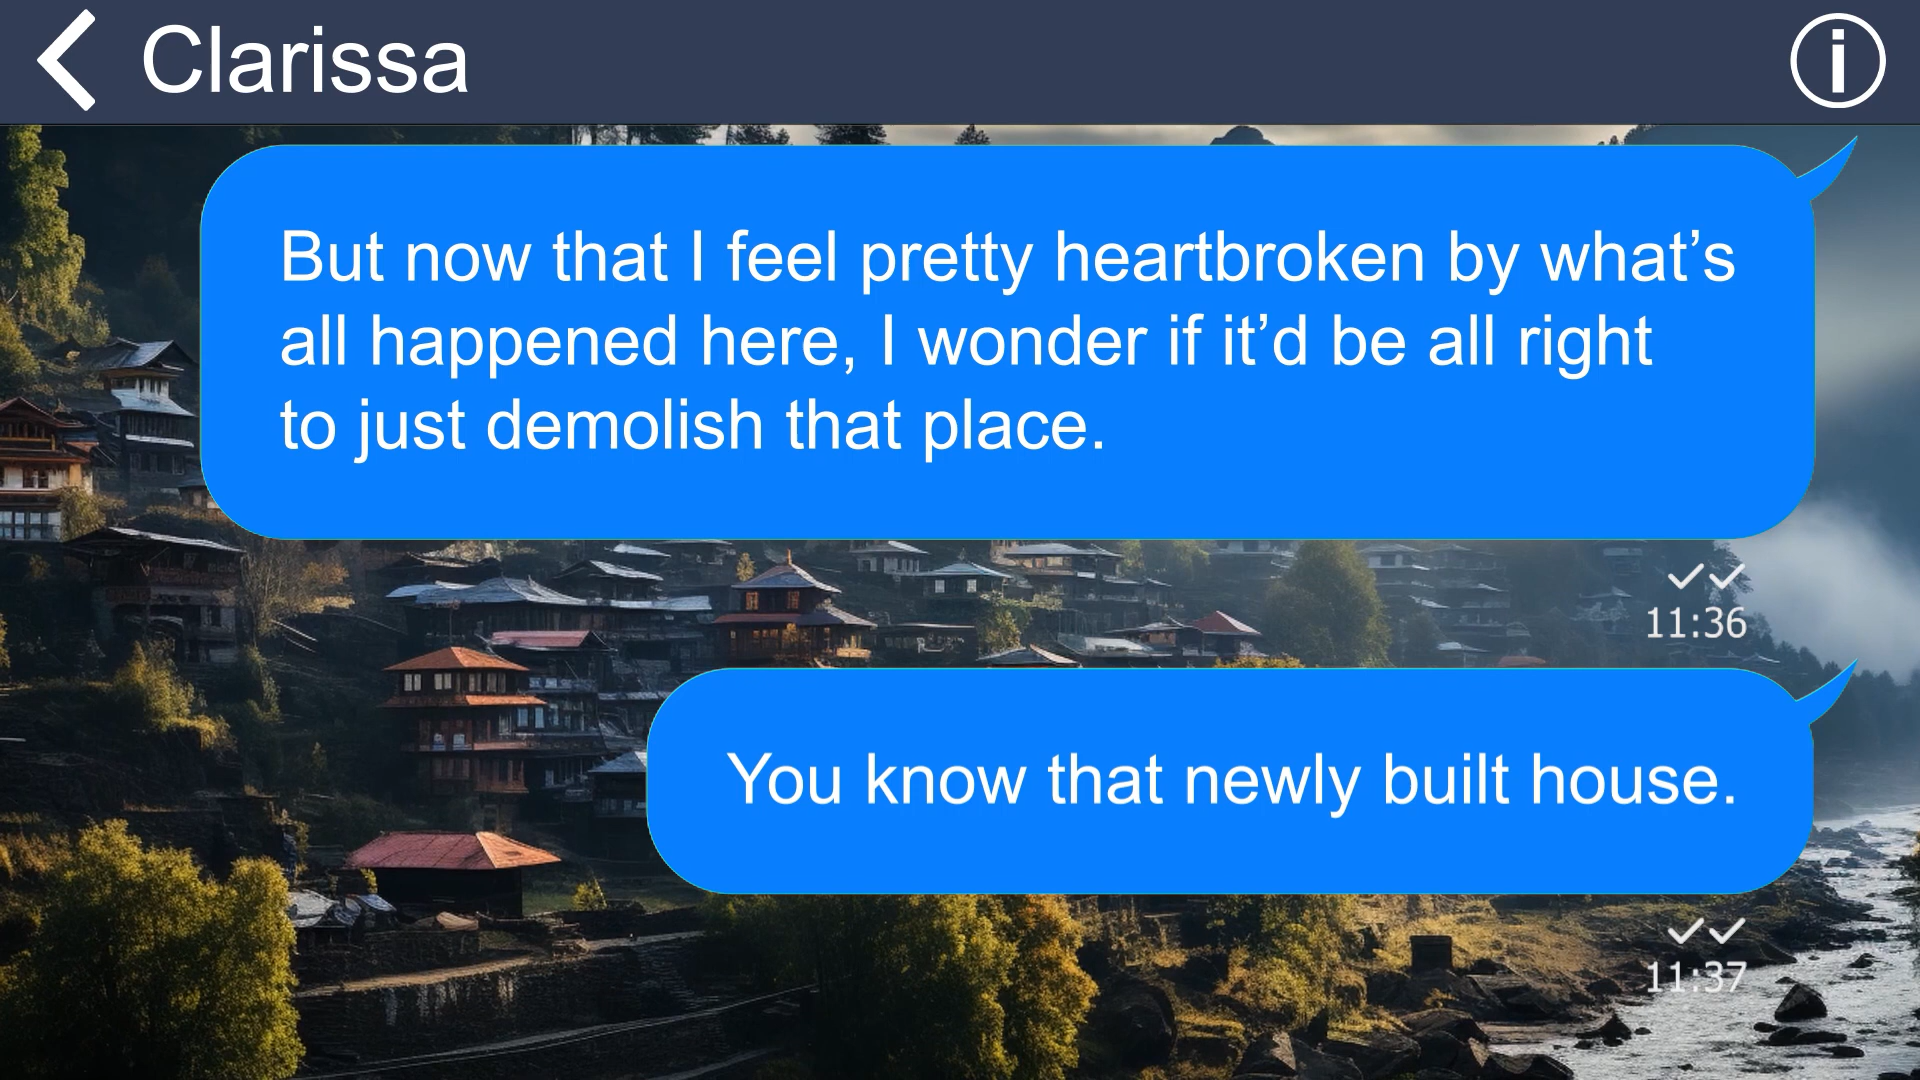 Clarissa
But now that I feel pretty heartbroken by what’s
all happened here, I wonder if it’d be all right
to just demolish that place.
11:36
You know that newly built house.
11:37